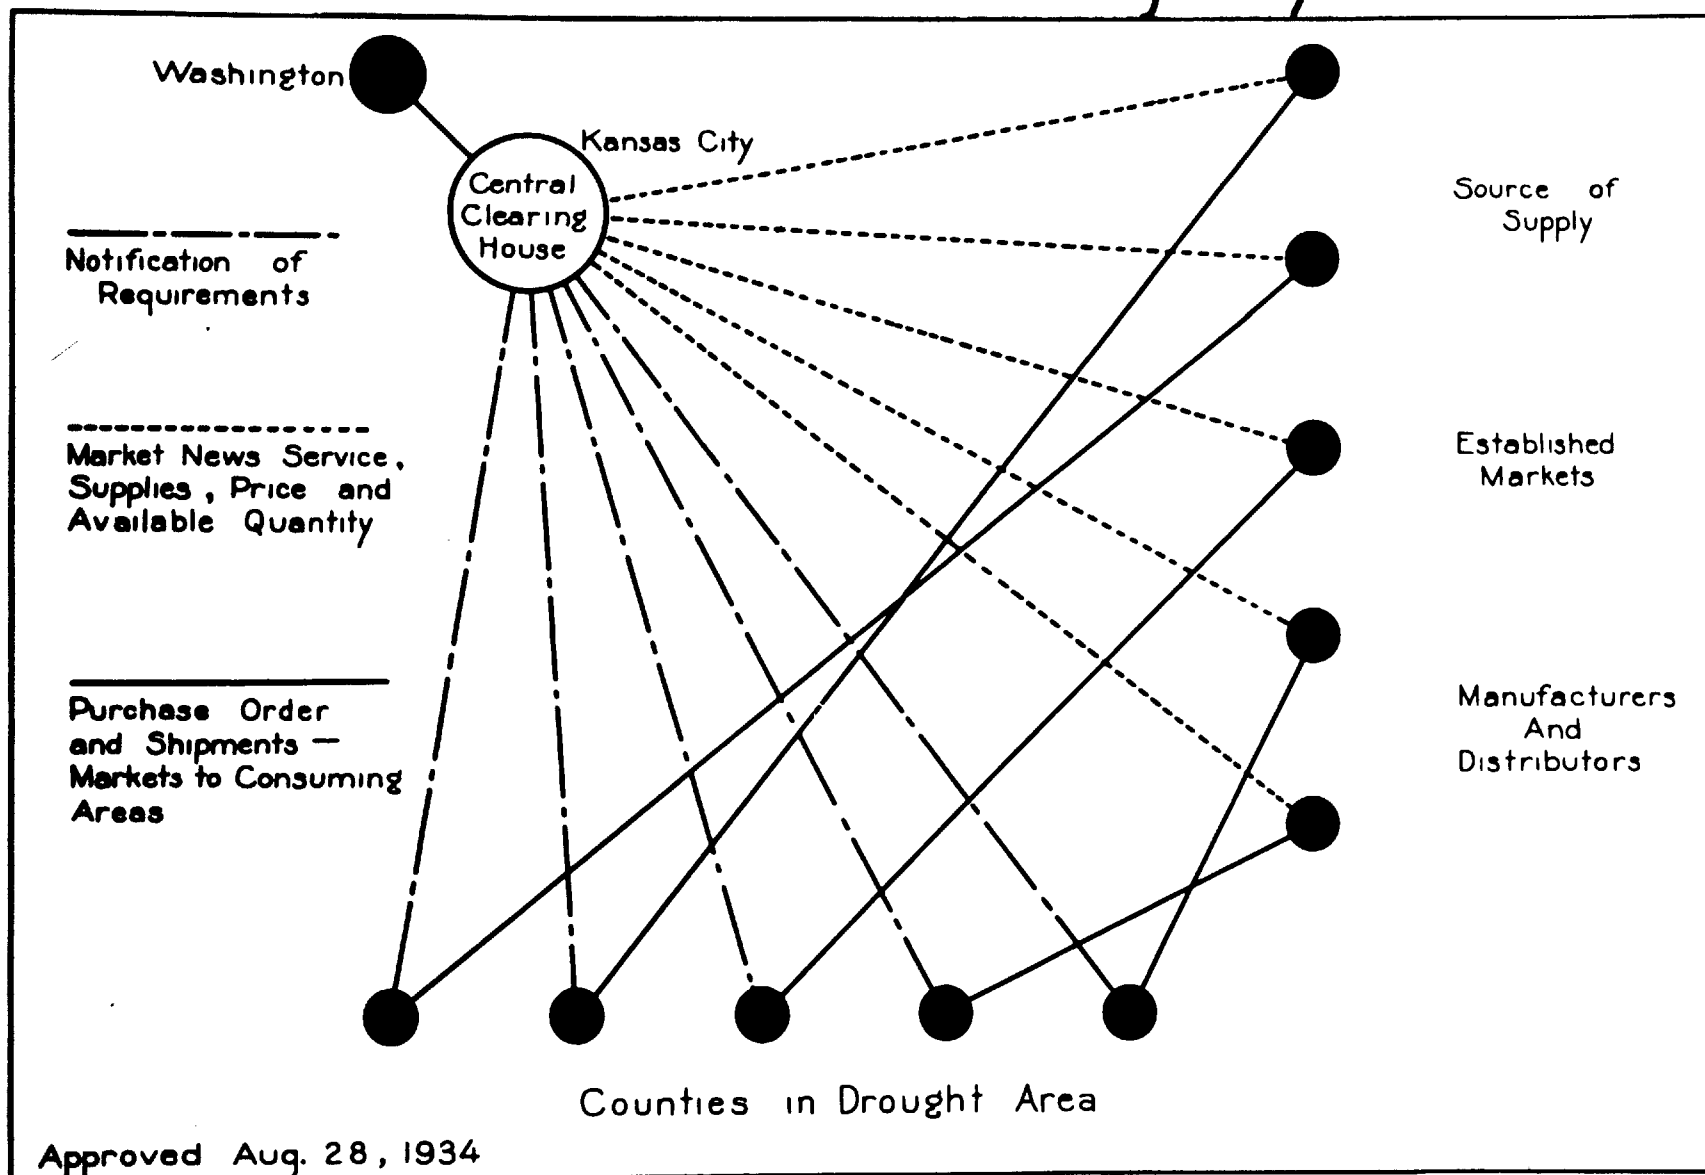 Washington
Kansas City
Central
Clearing
House
Notification of
Requirements
Market News Service,
Supplies, Price and
Available Quantity
Purchase Order
and Shipments —
Markets to Consuming
Areas
Source of
Supply
Established
Markets
Manufacturers
And
Distributors
Counties in Drought Area
Approved Aug. 28, 1934